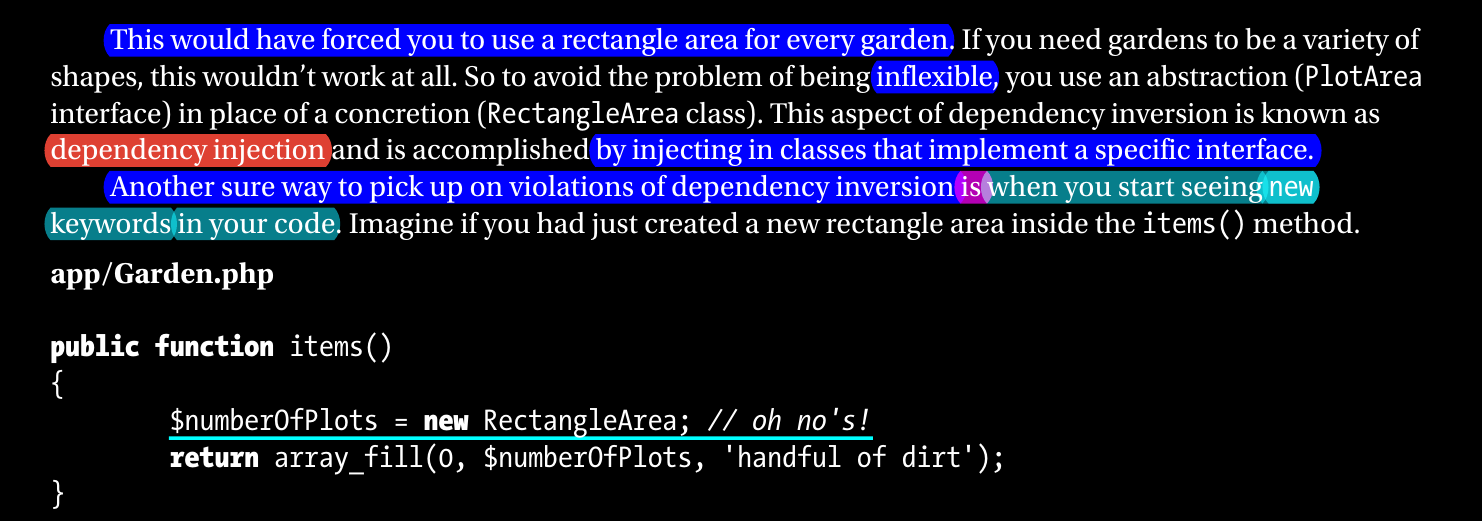 This would have forced you to use a rectangle area for every garden. If you need gardens to be a variety of
shapes, this wouldn’t work at all. So to avoid the problem of being inflexible, you use an abstraction (PlotArea
interface) in place of a concretion (RectangleArea class). This aspect of dependency inversion is known as
dependency injection and is accomplished by injecting in classes that implement a specific interface.
Another sure way to pick up on violations of dependency inversion is when you start seeing new
keywords in your code. Imagine if you had just created a new rectangle area inside the items() method.
app/Garden.php
public function items()
{
$numberOfPlots = new RectangleArea; // oh no's!
return array_fill(0, $numberOfPlots, 'handful of dirt');
}